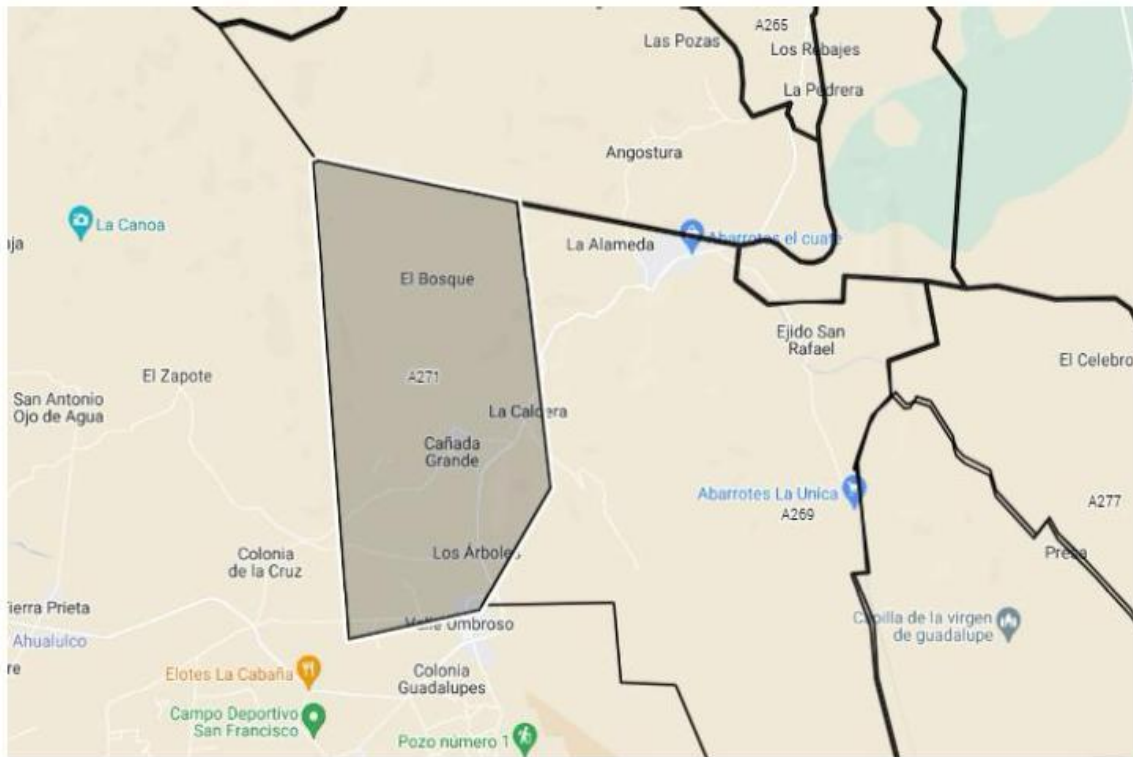 A265
Las Pozas
Los Rebajes
La Pedrera
Angostura
La Canoa
La Alameda
Abarrotes el cuate
El Bosque
Ejido San
Rafael
El Celebro
El Zapote
A271
San Antonio
Ojo de Agua
La Caldera
Cañada
Grande
Abarrotes La Unica
A269
A277
Los Árboles
Presa
Colonia
de la Cruz
Tierra Prieta
Valle Umbroso
Capilla de la virgen
de guadalupe
Ahualulco
Elotes La Cabaña
Colonia
Guadalupes
Campo Deportivo
San Francisco
Pozo número 1